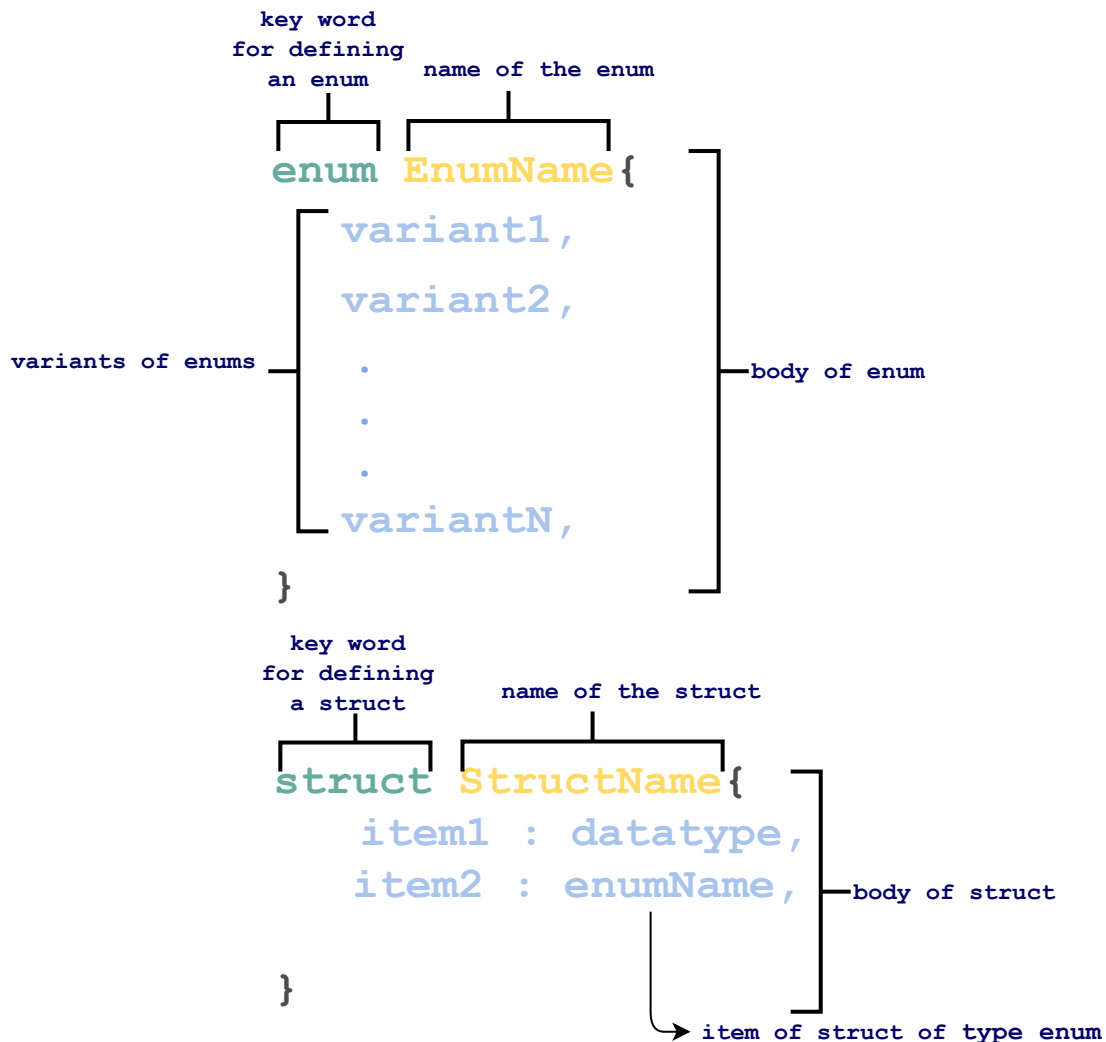 key word
for defining
an enum
name of the enum
enum EnumName{
variant1,
variant2,
variants of enums
.
.
.
body of enum
variantN,
}
key word
for defining
a struct
name of the struct
struct StructName{
item1 : datatype,
item2 : enumName,
body of struct
}
item of struct of type enum